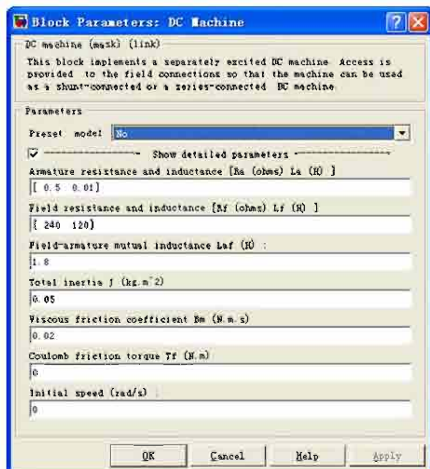 Block Parameters: DC Machine
DC machine (mask) (link)
This block implements a separately excited DC machine. Access is
provided to the field connections so that the machine can be used
as a shunt-connected or a series-connected DC machine.
Parameters
Preset model: No
Show detailed parameters
Armature resistance and inductance [Ra (ohms) La (H) ]
[ 0.5 0.01]
Field resistance and inductance [Rf (ohms) Lf (H) ]
[ 240 120]
Field-armature mutual inductance Laf (H) :
1.8
Total inertia J (kg.m^2)
0.05
Viscous friction coefficient Bm (N.m.s)
0.02
Coulomb friction torque Tf (N.m)
0
Initial speed (rad/s) :
0
OK Cancel Help Apply